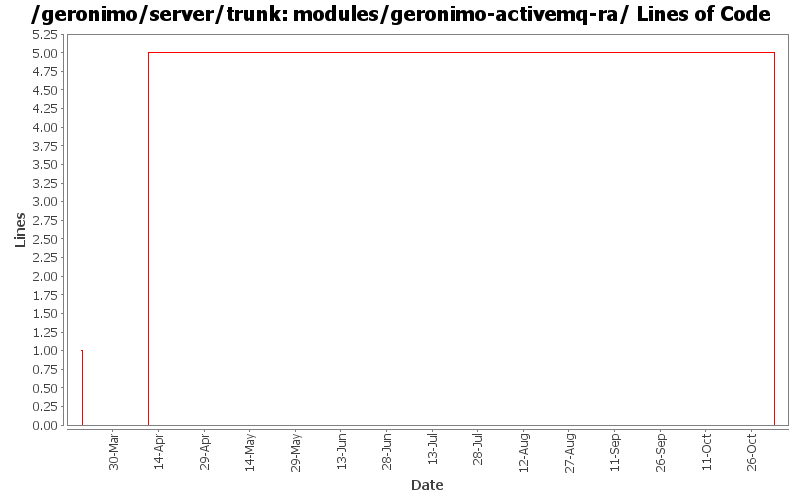 /geronimo/server/trunk: modules/geronimo-activemq-ra/ Lines of Code
5.25
5.00
4.75
4.50
4.25
4.00
3.75
3.50
3.25
3.00
2.75
2.50
2.25
2.00
1.75
1.50
1.25
1.00
0.75
0.50
0.25
0.00
Lines
30-Mar
14-Apr
29-Apr
14-May
29-May
13-Jun
28-Jun
13-Jul
28-Jul
12-Aug
27-Aug
11-Sep
26-Sep
11-Oct
26-Oct
Date